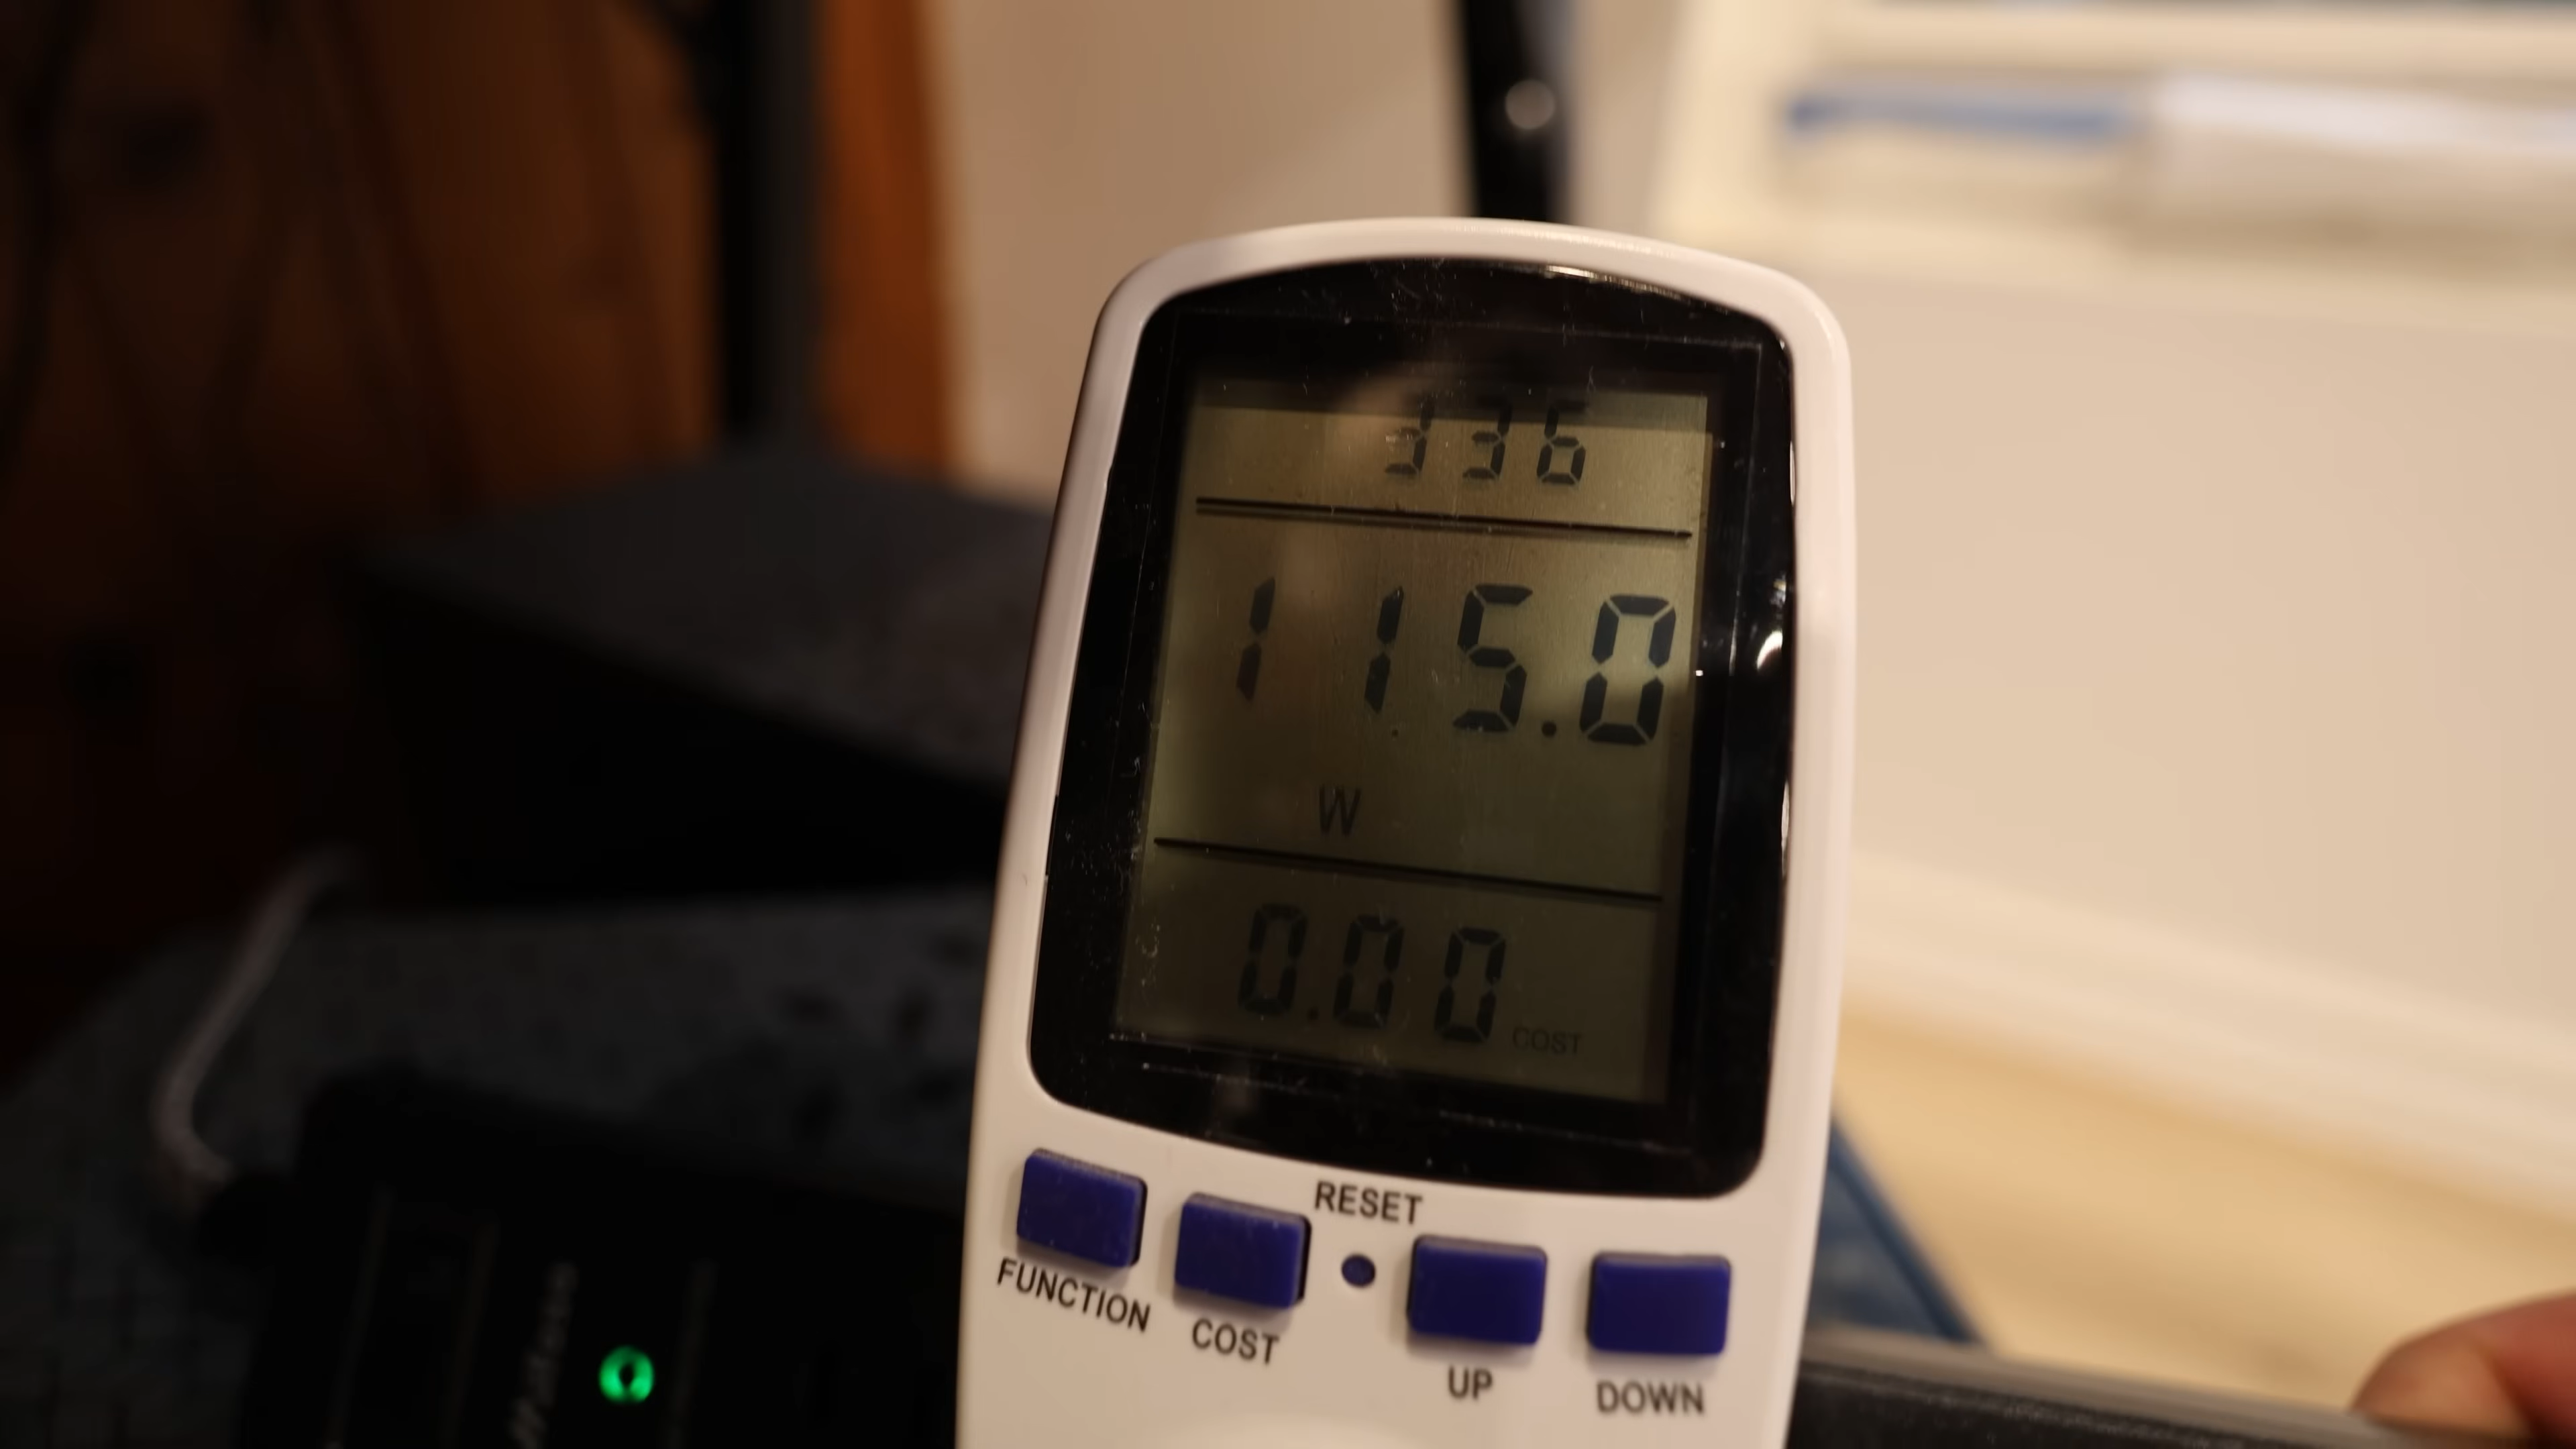 336
115.0
W
0.00 COST
RESET
FUNCTION COST UP DOWN